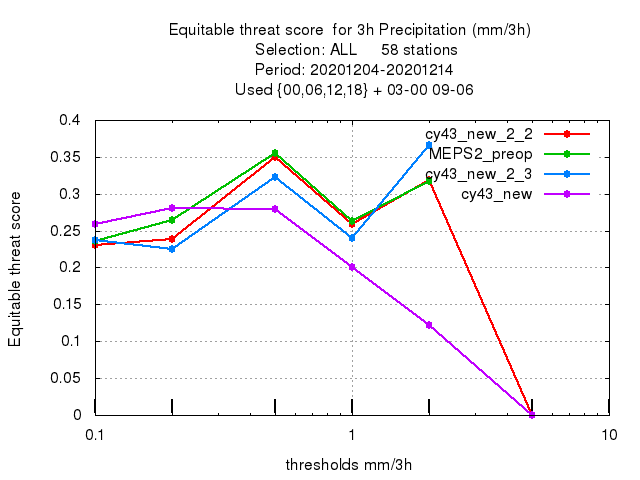 Equitable threat score  for 3h Precipitation (mm/3h)
Selection: ALL     58 stations
Period: 20201204-20201214
Used {00,06,12,18} + 03-00 09-06
cy43_new_2_2
MEPS2_preop
cy43_new_2_3
cy43_new
Equitable threat score
0.4
0.35
0.3
0.25
0.2
0.15
0.1
0.05
0
0.1 1 10
thresholds mm/3h